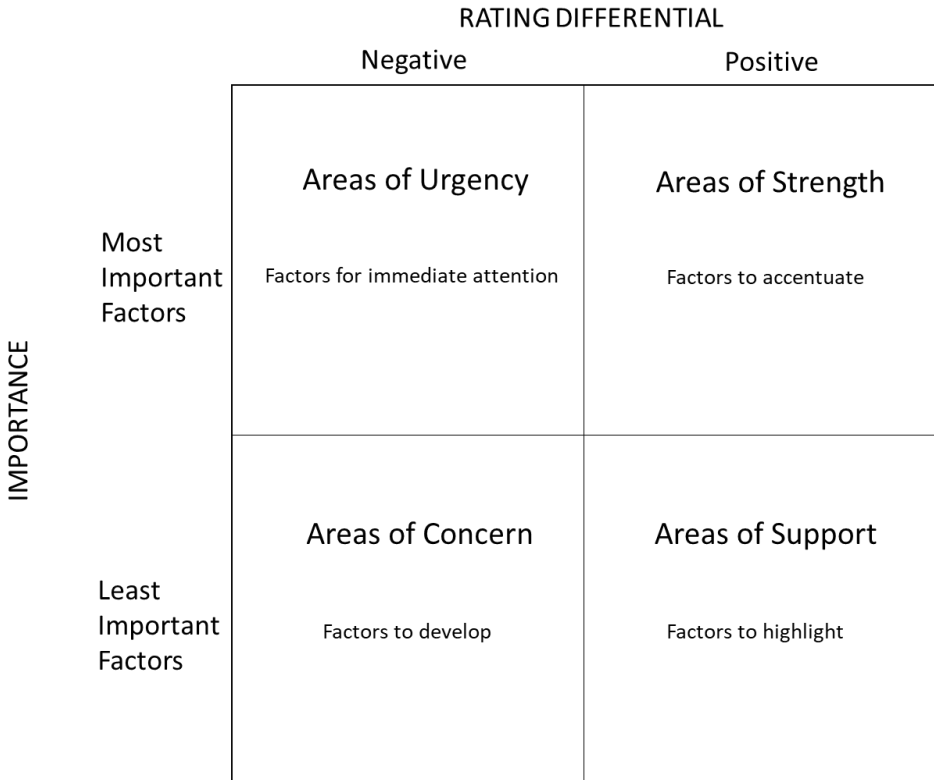 RATING DIFFERENTIAL
Negative
Positive
IMPORTANCE
Most
Important
Factors
Areas of Urgency
Factors for immediate attention
Areas of Strength
Factors to accentuate
Least
Important
Factors
Areas of Concern
Factors to develop
Areas of Support
Factors to highlight